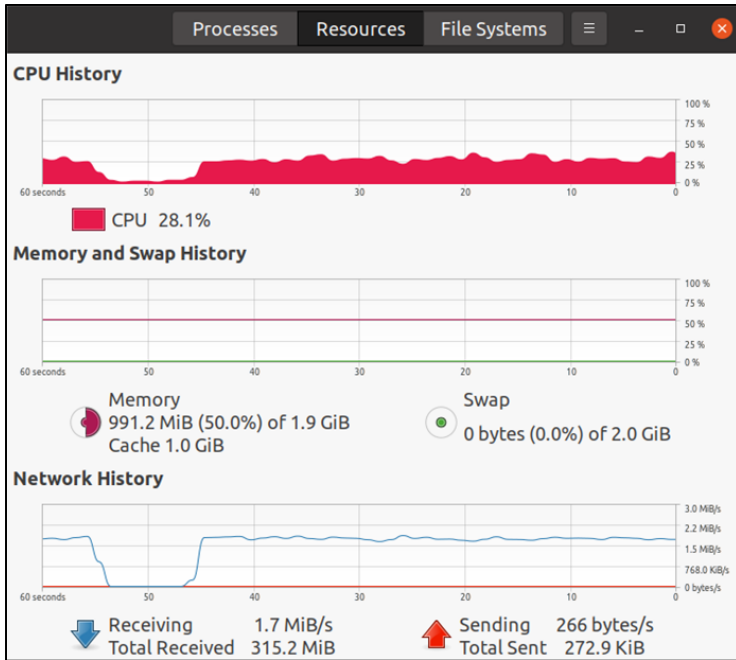 Processes Resources File Systems
CPU History
100 %
75 %
50 %
25 %
0 %
60 seconds 50 40 30 20 10 0
CPU 28.1%
Memory and Swap History
100 %
75 %
50 %
25 %
0 %
60 seconds 50 40 30 20 10 0
Memory
991.2 MiB (50.0%) of 1.9 GiB
Cache 1.0 GiB
Swap
0 bytes (0.0%) of 2.0 GiB
Network History
3.0 MiB/s
2.2 MiB/s
1.5 MiB/s
768.0 KiB/s
0 bytes/s
60 seconds 50 40 30 20 10 0
Receiving 1.7 MiB/s
Total Received 315.2 MiB
Sending 266 bytes/s
Total Sent 272.9 KiB